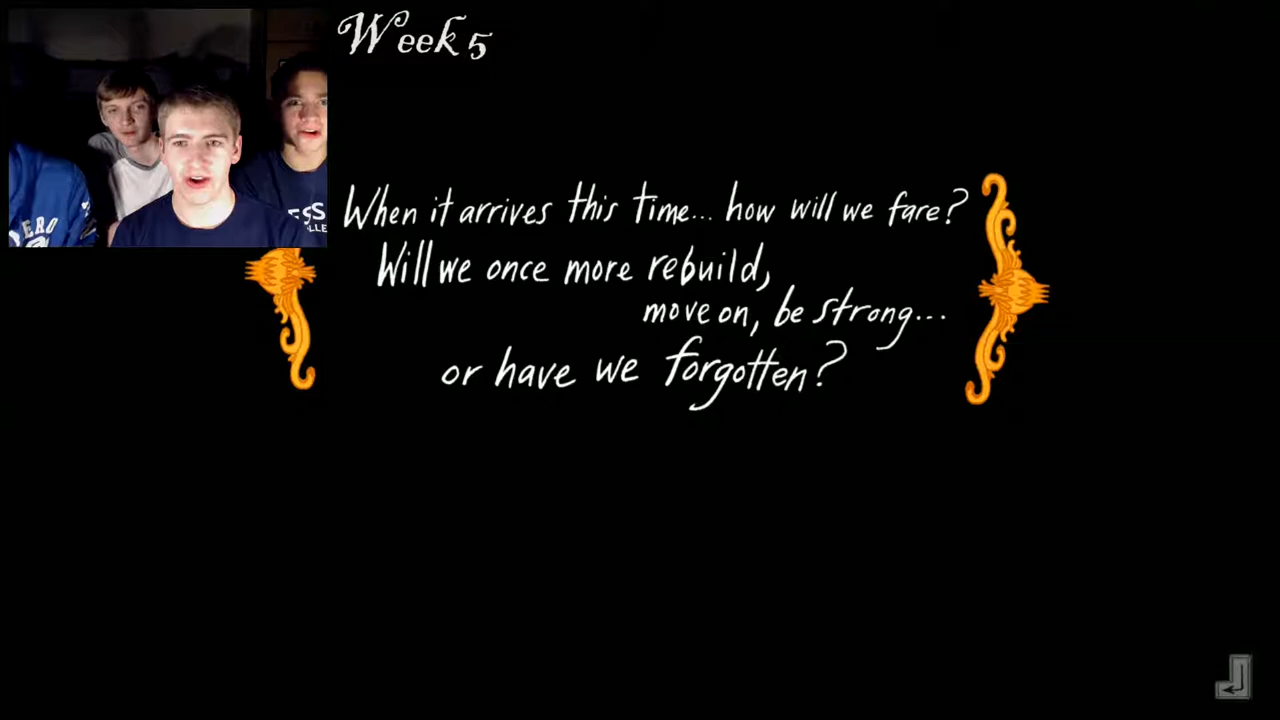 Week 5
When it arrives this time... how will we fare?
Will we once more rebuild,
move on, be strong...
or have we forgotten?